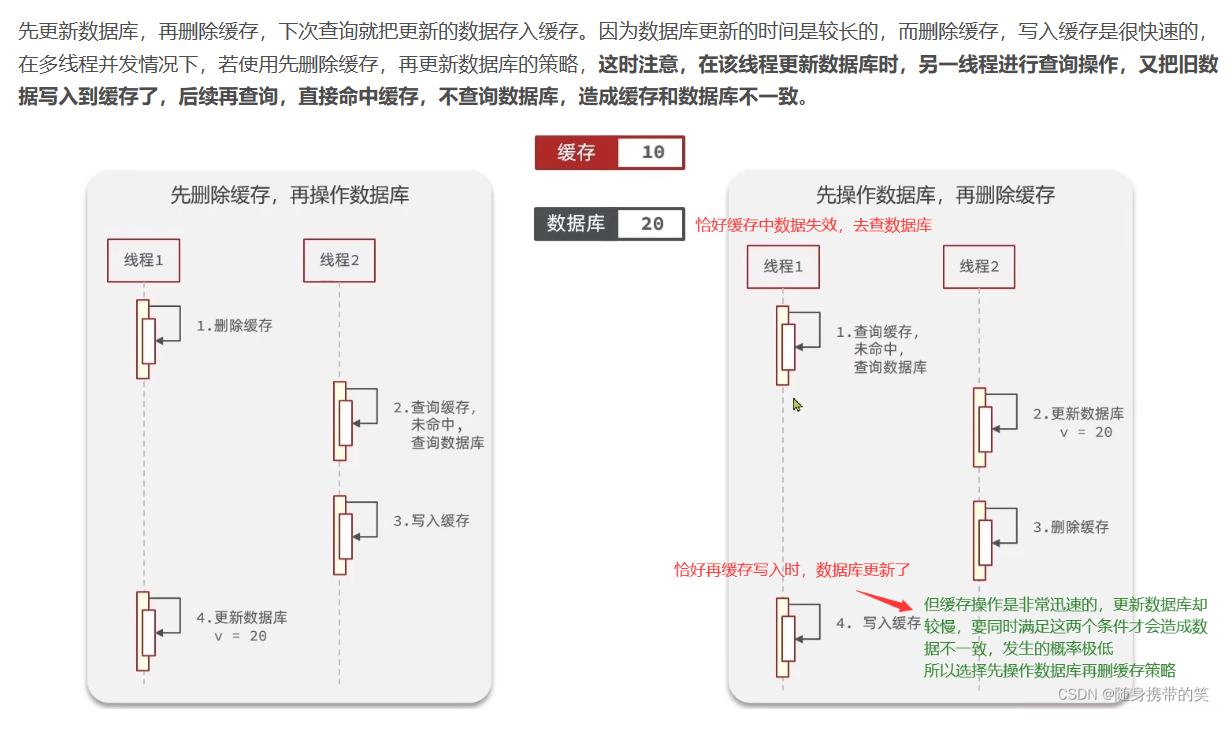 先更新数据库，再删除缓存，下次查询就把更新的数据存入缓存。因为数据库更新的时间是较长的，而删除缓存，写入缓存是很快速的，
在多线程并发情况下，若使用先删除缓存，再更新数据库的策略，这时注意，在该线程更新数据库时，另一线程进行查询操作，又把旧数
据写入到缓存了，后续再查询，直接命中缓存，不查询数据库，造成缓存和数据库不一致。
缓存 10
数据库 20
先删除缓存，再操作数据库
线程1
线程2
1.删除缓存
2.查询缓存，
未命中，
查询数据库
3.写入缓存
4.更新数据库
v = 20
先操作数据库，再删除缓存
恰好缓存中数据失效，去查数据库
线程1
线程2
1.查询缓存，
未命中，
查询数据库
2.更新数据库
v = 20
3.删除缓存
恰好再缓存写入时，数据库更新了
4. 写入缓存
但缓存操作是非常迅速的，更新数据库却
较慢，要同时满足这两个条件才会造成数
据不一致，发生的概率极低
所以选择先操作数据库再删缓存策略
CSDN @随身携带的笑